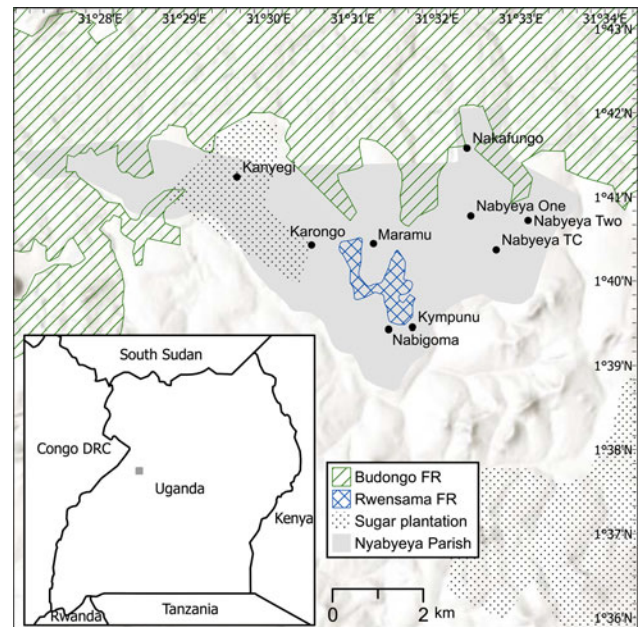 31°28'E 31°29'E 31°30'E 31°31'E 31°32'E 31°33'E 31°34'E
1°43'N
1°42'N
Nakafungo
Kanyegi
1°41'N
Nabyeya One
Nabyeya Two
Karongo
Maramu
Nabyeya TC
1°40'N
Kympunu
Nabigoma
1°39'N
South Sudan
1°38'N
Congo DRC
Uganda
Kenya
Rwanda
Tanzania
Budongo FR
Rwensama FR
Sugar plantation
Nyabyeya Parish
1°37'N
0 2 km
1°36'N